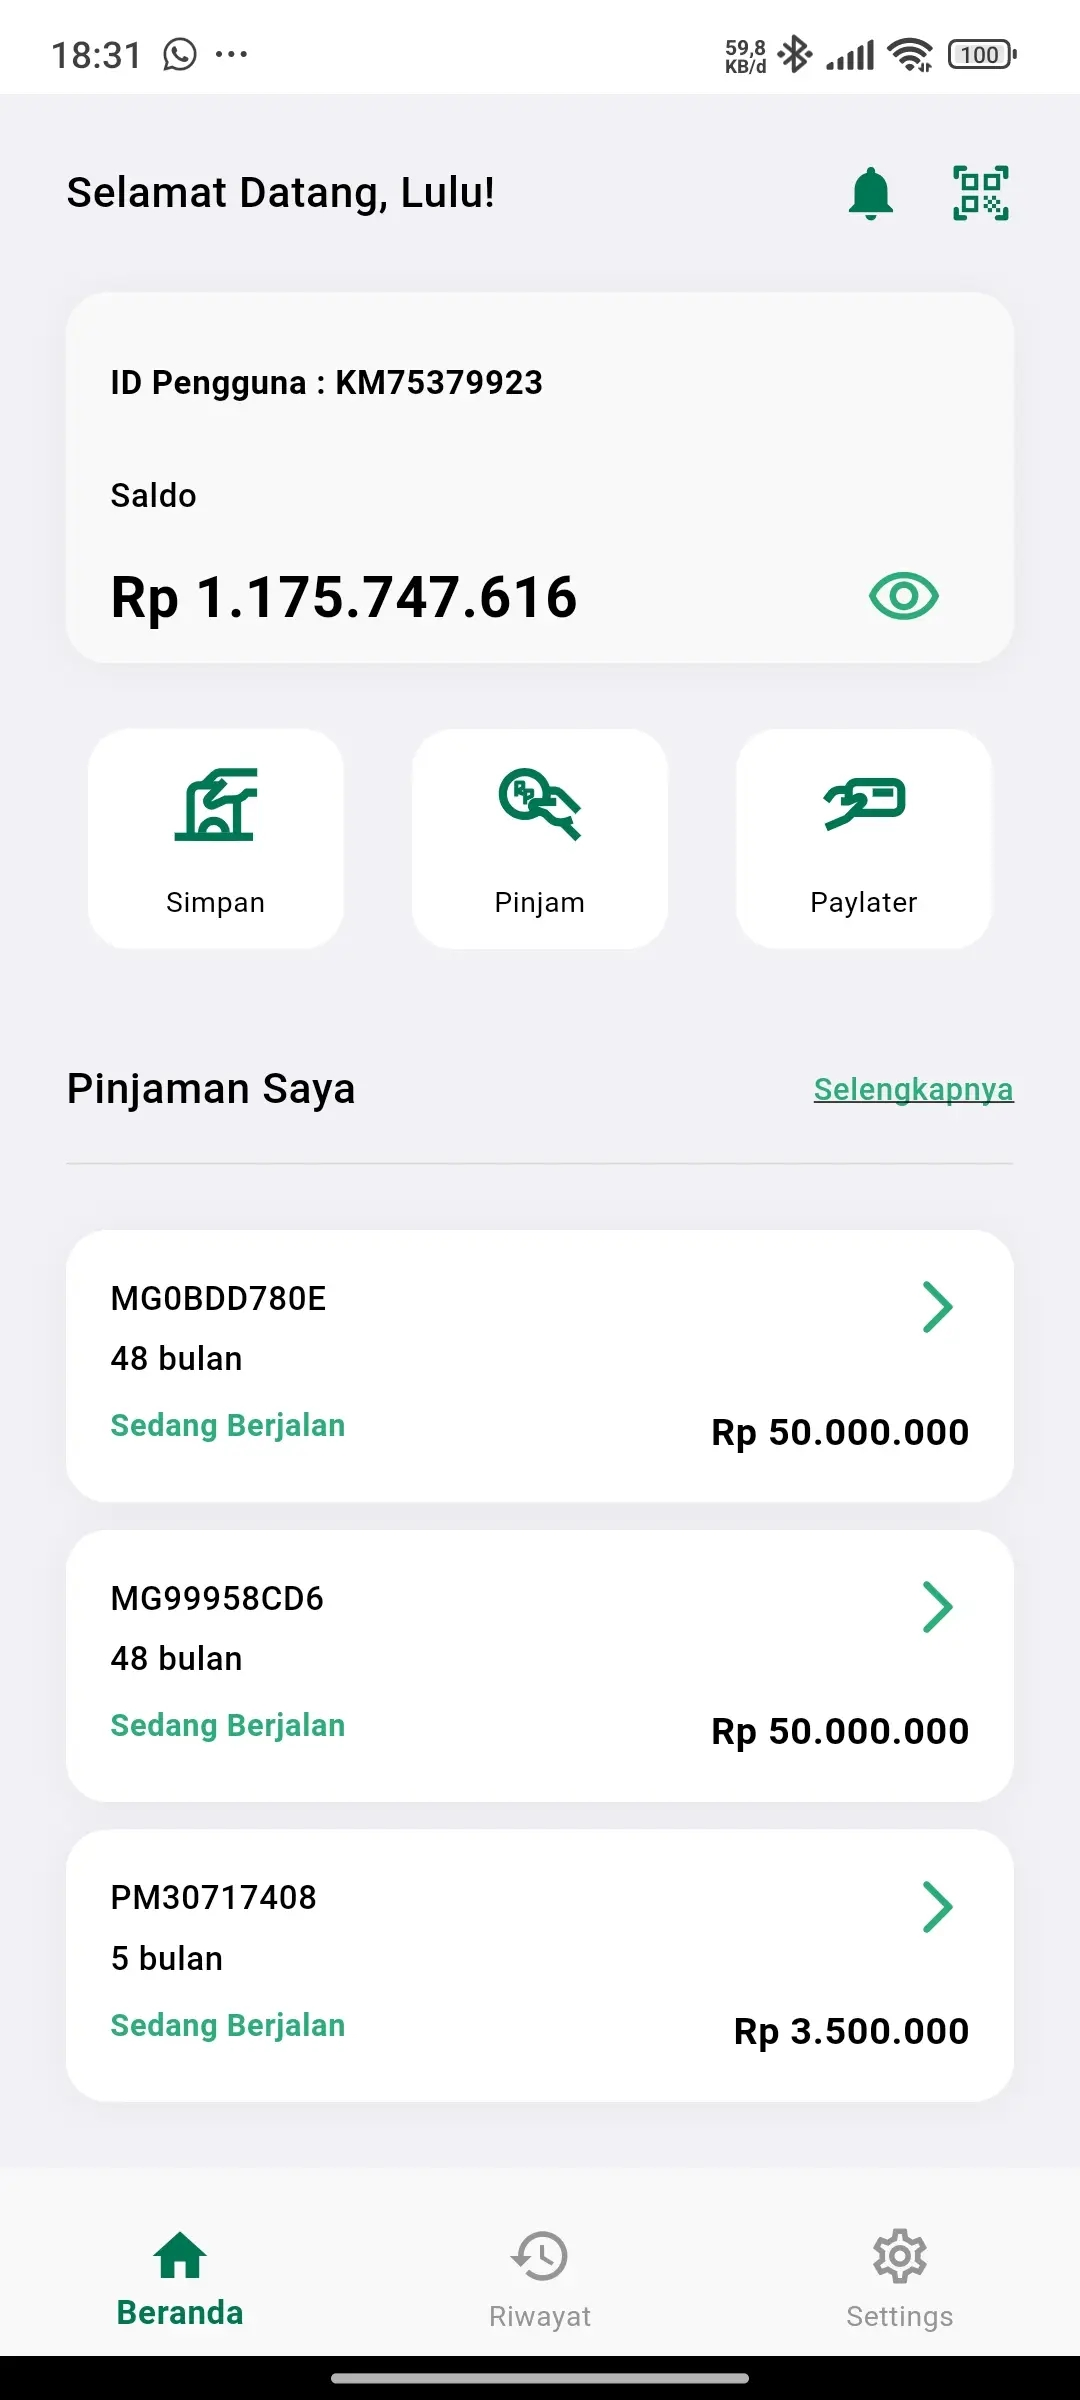 18:31
59,8
KB/d
100
Selamat Datang, Lulu!
ID Pengguna : KM75379923
Saldo
Rp 1.175.747.616
Simpan
Pinjam
Paylater
Pinjaman Saya
Selengkapnya
MG0BDD780E
48 bulan
Sedang Berjalan
Rp 50.000.000
MG99958CD6
48 bulan
Sedang Berjalan
Rp 50.000.000
PM30717408
5 bulan
Sedang Berjalan
Rp 3.500.000
Beranda
Riwayat
Settings